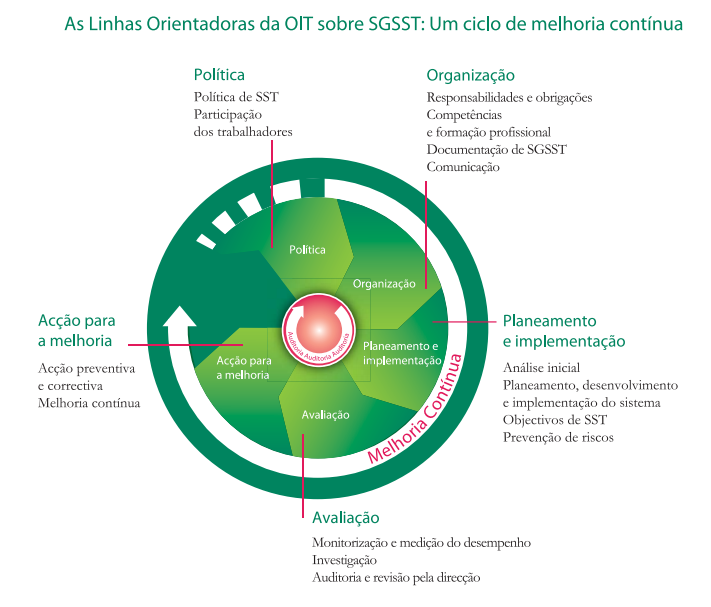 As Linhas Orientadoras da OIT sobre SGSST: Um ciclo de melhoria contínua
Política
Política de SST
Participação
dos trabalhadores
Organização
Responsabilidades e obrigações
Competências
e formação profissional
Documentação de SGSST
Comunicação
Política
Organização
Planeamento e
implementação
Avaliação
Acção para
a melhoria
Auditoria Auditoria Auditoria
Melhoria Contínua
Acção para
a melhoria
Acção preventiva
e correctiva
Melhoria contínua
Planeamento
e implementação
Análise inicial
Planeamento, desenvolvimento
e implementação do sistema
Objectivos de SST
Prevenção de riscos
Avaliação
Monitorização e medição do desempenho
Investigação
Auditoria e revisão pela direcção